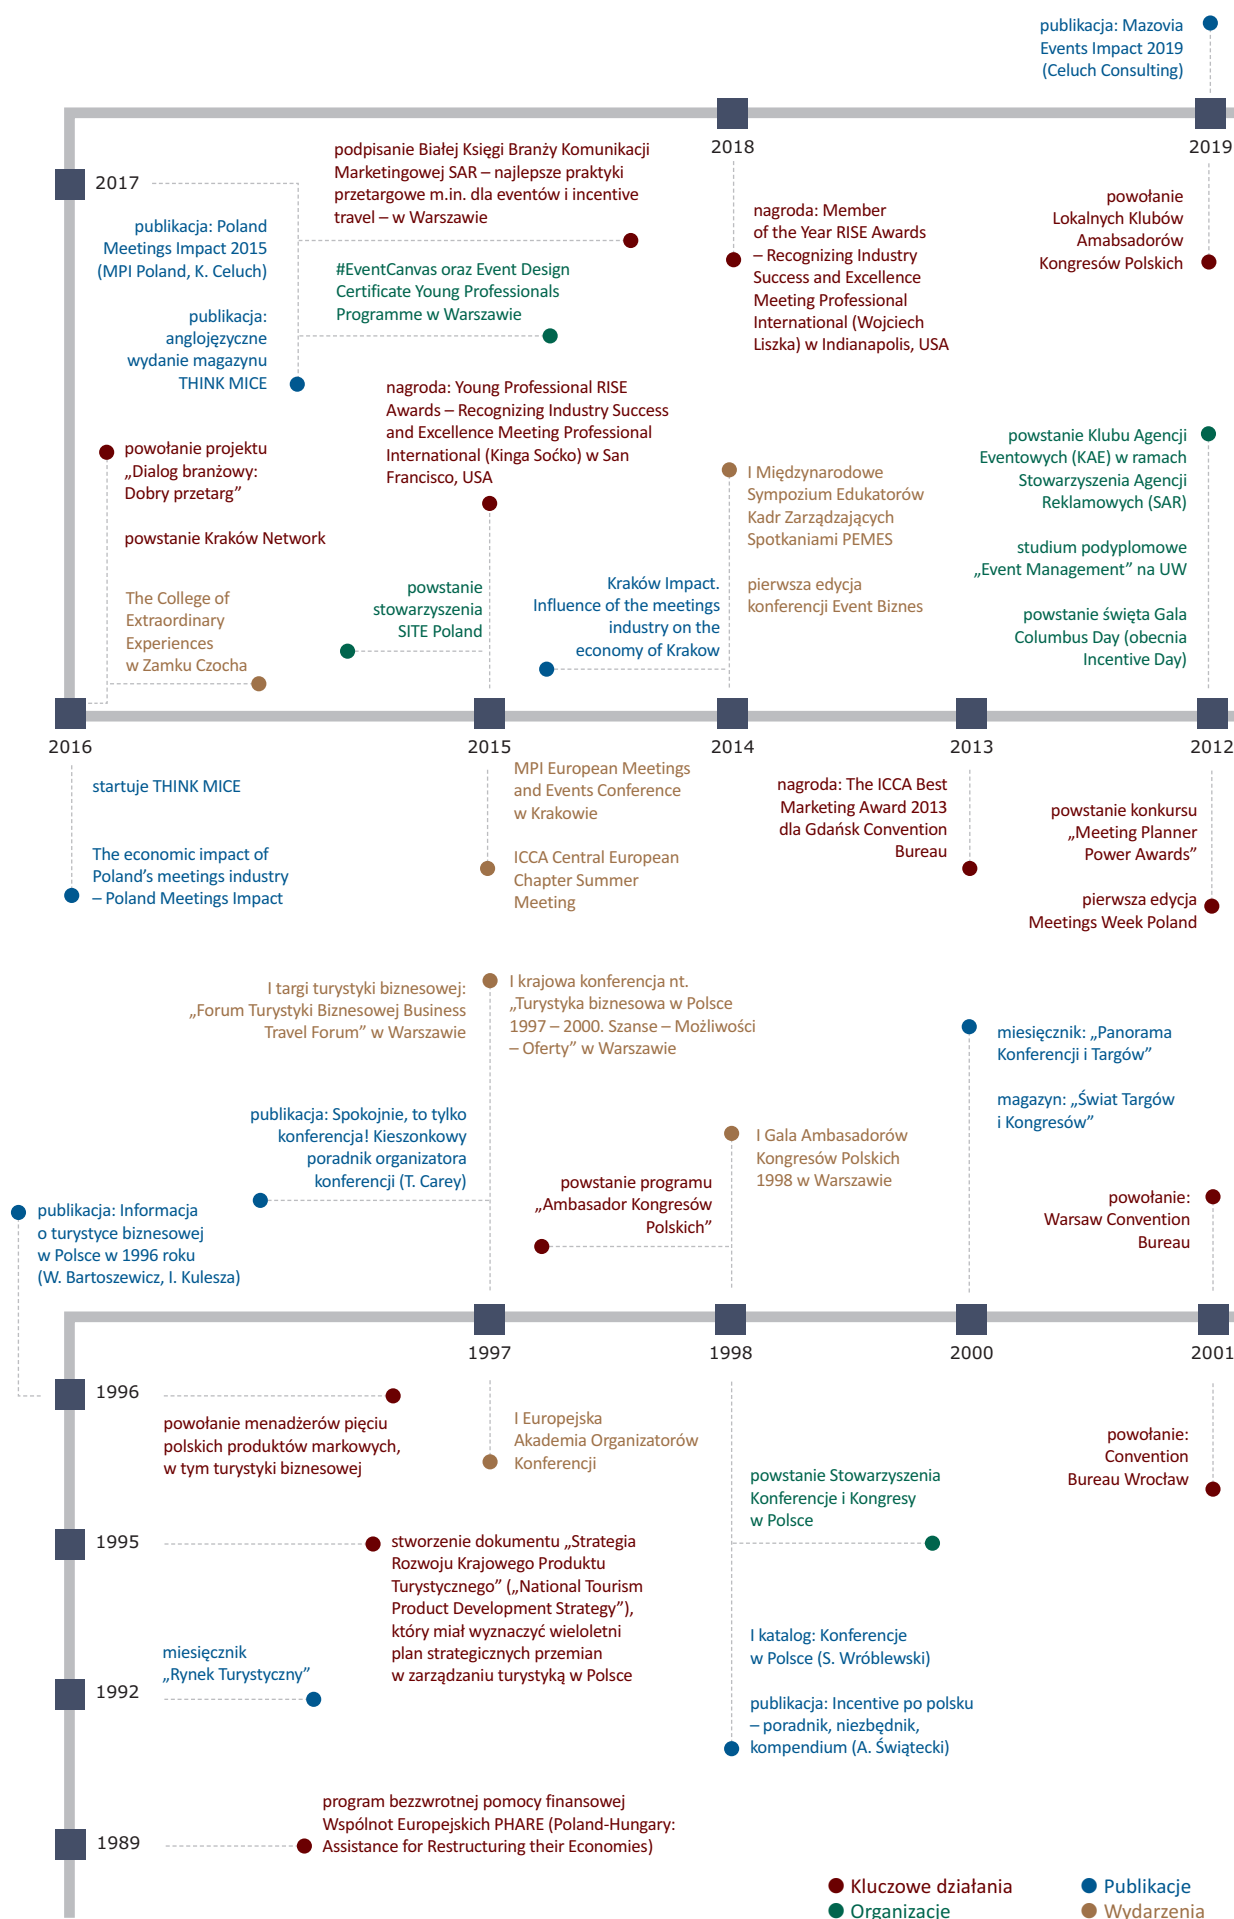 publikacja: Mazovia
Events Impact 2019
(Celuch Consulting)
2018
2019
2017
podpisanie Białej Księgi Branży Komunikacji
Marketingowej SAR – najlepsze praktyki
przetargowe m.in. dla eventów i incentive
travel – w Warszawie
publikacja: Poland
Meetings Impact 2015
(MPI Poland, K. Celuch)
#EventCanvas oraz Event Design
Certificate Young Professionals
Programme w Warszawie
publikacja:
anglojęzyczne
wydanie magazynu
THINK MICE
nagroda: Member
of the Year RISE Awards
– Recognizing Industry
Success and Excellence
Meeting Professional
International (Wojciech
Liszka) w Indianapolis, USA
powołanie
Lokalnych Klubów
Amabsadorów
Kongresów Polskich
nagroda: Young Professional RISE
Awards – Recognizing Industry Success
and Excellence Meeting Professional
International (Kinga Soćko) w San
Francisco, USA
powołanie projektu
„Dialog branżowy:
Dobry przetarg”
powstanie Kraków Network
The College of
Extraordinary
Experiences
w Zamku Czocha
powstanie
stowarzyszenia
SITE Poland
Kraków Impact.
Influence of the meetings
industry on the
economy of Krakow
I Międzynarodowe
Sympozium Edukatorów
Kadr Zarządzających
Spotkaniami PEMES
pierwsza edycja
konferencji Event Biznes
powstanie Klubu Agencji
Eventowych (KAE) w ramach
Stowarzyszenia Agencji
Reklamowych (SAR)
studium podyplomowe
„Event Management” na UW
powstanie święta Gala
Columbus Day (obecnia
Incentive Day)
2016
2015
2014
2013
2012
startuje THINK MICE
The economic impact of
Poland’s meetings industry
– Poland Meetings Impact
MPI European Meetings
and Events Conference
w Krakowie
ICCA Central European
Chapter Summer
Meeting
nagroda: The ICCA Best
Marketing Award 2013
dla Gdańsk Convention
Bureau
powstanie konkursu
„Meeting Planner
Power Awards”
pierwsza edycja
Meetings Week Poland
I targi turystyki biznesowej:
„Forum Turystyki Biznesowej Business
Travel Forum” w Warszawie
I krajowa konferencja nt.
„Turystyka biznesowa w Polsce
1997 – 2000. Szanse – Możliwości
– Oferty” w Warszawie
miesięcznik: „Panorama
Konferencji i Targów”
magazyn: „Świat Targów
i Kongresów”
publikacja: Spokojnie, to tylko
konferencja! Kieszonkowy
poradnik organizatora
konferencji (T. Carey)
I Gala Ambasadorów
Kongresów Polskich
1998 w Warszawie
powstanie programu
„Ambasador Kongresów
Polskich”
powołanie:
Warsaw Convention
Bureau
publikacja: Informacja
o turystyce biznesowej
w Polsce w 1996 roku
(W. Bartoszewicz, I. Kulesza)
1997
1998
2000
2001
1996
powołanie menadżerów pięciu
polskich produktów markowych,
w tym turystyki biznesowej
I Europejska
Akademia Organizatorów
Konferencji
powstanie Stowarzyszenia
Konferencje i Kongresy
w Polsce
powołanie:
Convention
Bureau Wrocław
1995
stworzenie dokumentu „Strategia
Rozwoju Krajowego Produktu
Turystycznego” („National Tourism
Product Development Strategy”),
który miał wyznaczyć wieloletni
plan strategicznych przemian
w zarządzaniu turystyką w Polsce
miesięcznik
„Rynek Turystyczny”
1992
I katalog: Konferencje
w Polsce (S. Wróblewski)
publikacja: Incentive po polsku
– poradnik, niezbędnik,
kompendium (A. Świątecki)
program bezzwrotnej pomocy finansowej
Wspólnot Europejskich PHARE (Poland-Hungary:
Assistance for Restructuring their Economies)
1989
Kluczowe działania
Publikacje
Organizacje
Wydarzenia